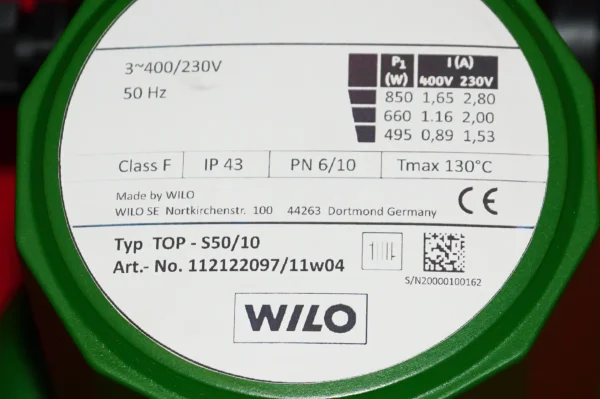 3~400/230V
50 Hz
P1 (W) I (A)
400V 230V
850 1,65 2,80
660 1.16 2,00
495 0,89 1,53
Class F IP 43 PN 6/10 Tmax 130°C
Made by WILO
WILO SE Nortkirchenstr. 100 44263 Dortmond Germany
CE
Typ TOP - S50/10
Art.- No. 112122097/11w04
S/N20000100162
WILO